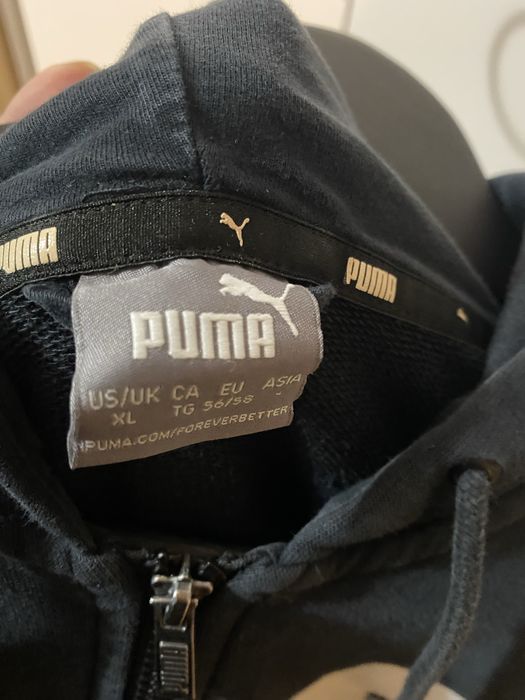 PUMA
PUMA
PUMA
US/UK CA EU ASIA
XL TG 56/58 -
PUMA.COM/FOREVERBETTER